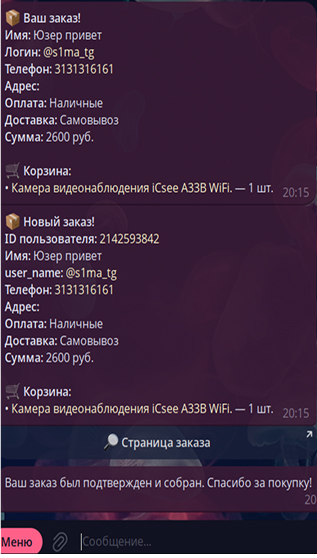 📦 Ваш заказ!
Имя: Юзер привет
Логин: @s1ma_tg
Телефон: 3131316161
Адрес:
Оплата: Наличные
Доставка: Самовывоз
Сумма: 2600 руб.
🛒 Корзина:
• Камера видеонаблюдения iCsee A33B WiFi. — 1 шт.
20:15
📦 Новый заказ!
ID пользователя: 2142593842
Имя: Юзер привет
user_name: @s1ma_tg
Телефон: 3131316161
Адрес:
Оплата: Наличные
Доставка: Самовывоз
Сумма: 2600 руб.
🛒 Корзина:
• Камера видеонаблюдения iCsee A33B WiFi. — 1 шт.
20:15
🔎 Страница заказа
Ваш заказ был подтвержден и собран. Спасибо за покупку!
20
Меню
Сообщение...